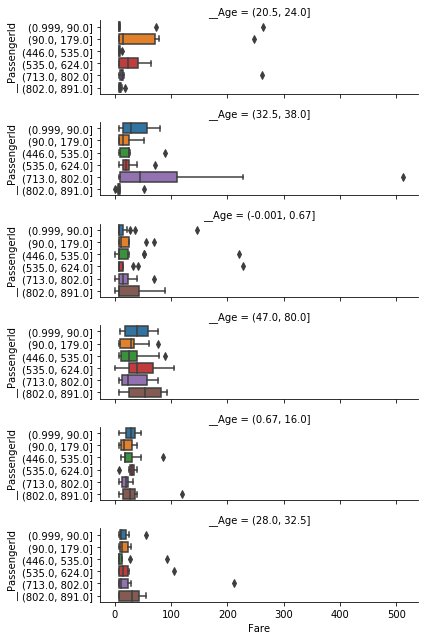 __Age = (20.5, 24.0]
PassengerId
(0.999, 90.0]
(90.0, 179.0]
(446.0, 535.0]
(535.0, 624.0]
(713.0, 802.0]
(802.0, 891.0]
__Age = (32.5, 38.0]
PassengerId
(0.999, 90.0]
(90.0, 179.0]
(446.0, 535.0]
(535.0, 624.0]
(713.0, 802.0]
(802.0, 891.0]
__Age = (-0.001, 0.67]
PassengerId
(0.999, 90.0]
(90.0, 179.0]
(446.0, 535.0]
(535.0, 624.0]
(713.0, 802.0]
(802.0, 891.0]
__Age = (47.0, 80.0]
PassengerId
(0.999, 90.0]
(90.0, 179.0]
(446.0, 535.0]
(535.0, 624.0]
(713.0, 802.0]
(802.0, 891.0]
__Age = (0.67, 16.0]
PassengerId
(0.999, 90.0]
(90.0, 179.0]
(446.0, 535.0]
(535.0, 624.0]
(713.0, 802.0]
(802.0, 891.0]
__Age = (28.0, 32.5]
PassengerId
(0.999, 90.0]
(90.0, 179.0]
(446.0, 535.0]
(535.0, 624.0]
(713.0, 802.0]
(802.0, 891.0]
0 100 200 300 400 500
Fare